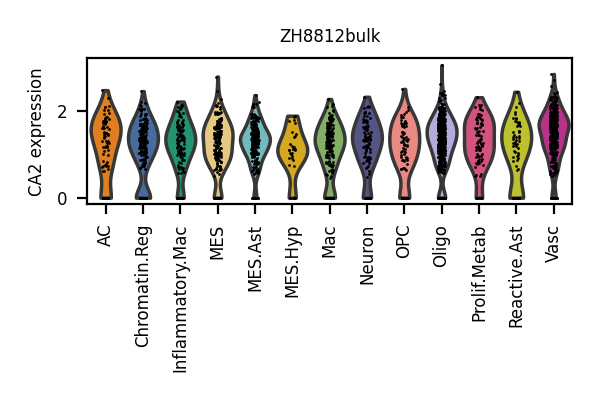 ZH8812bulk
CA2 expression
2
0
AC
Chromatin.Reg
Inflammatory.Mac
MES
MES.Ast
MES.Hyp
Mac
Neuron
OPC
Oligo
Prolif.Metab
Reactive.Ast
Vasc